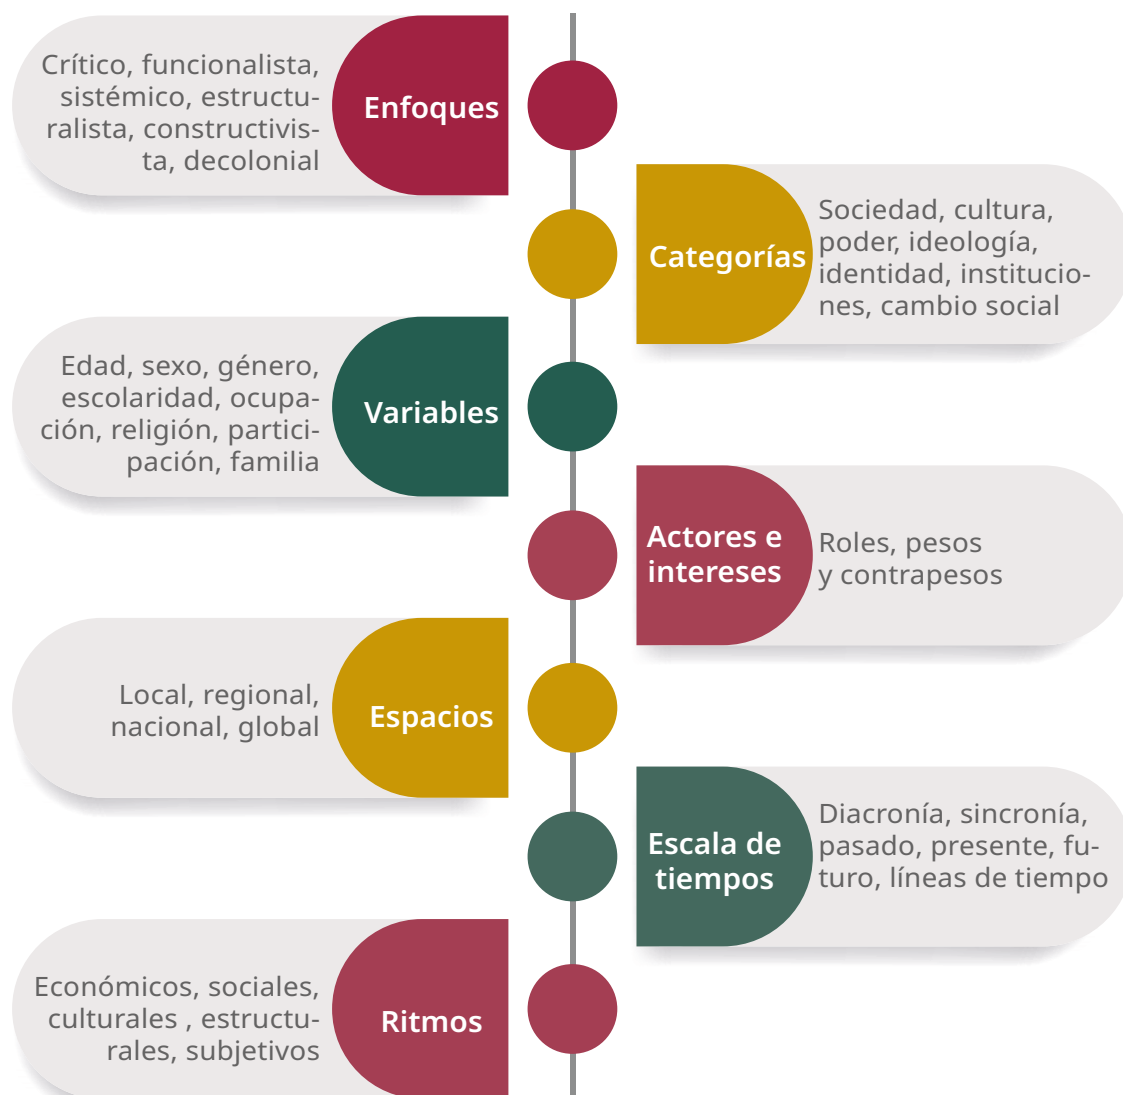 Enfoques
Crítico, funcionalista,
sistémico, estructu-
ralista, constructivis-
ta, decolonial
Categorías
Sociedad, cultura,
poder, ideología,
identidad, institucio-
nes, cambio social
Variables
Edad, sexo, género,
escolaridad, ocupa-
ción, religión, partici-
pación, familia
Actores e
intereses
Roles, pesos
y contrapesos
Espacios
Local, regional,
nacional, global
Escala de
tiempos
Diacronía, sincronía,
pasado, presente, fu-
turo, líneas de tiempo
Ritmos
Económicos, sociales,
culturales , estructu-
rales, subjetivos